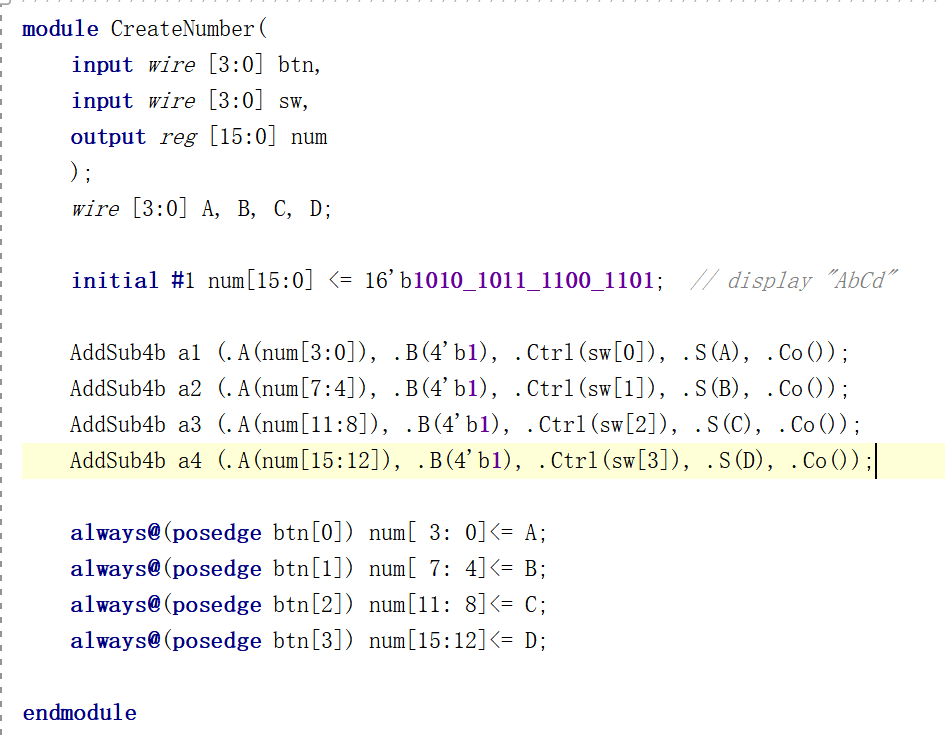 module CreateNumber(
input wire [3:0] btn,
input wire [3:0] sw,
output reg [15:0] num
);
wire [3:0] A, B, C, D;
initial #1 num[15:0] <= 16'b1010_1011_1100_1101; // display "AbCd"
AddSub4b a1 (.A(num[3:0]), .B(4'b1), .Ctrl(sw[0]), .S(A), .Co());
AddSub4b a2 (.A(num[7:4]), .B(4'b1), .Ctrl(sw[1]), .S(B), .Co());
AddSub4b a3 (.A(num[11:8]), .B(4'b1), .Ctrl(sw[2]), .S(C), .Co());
AddSub4b a4 (.A(num[15:12]), .B(4'b1), .Ctrl(sw[3]), .S(D), .Co());
always@(posedge btn[0]) num[ 3: 0]<= A;
always@(posedge btn[1]) num[ 7: 4]<= B;
always@(posedge btn[2]) num[11: 8]<= C;
always@(posedge btn[3]) num[15:12]<= D;
endmodule